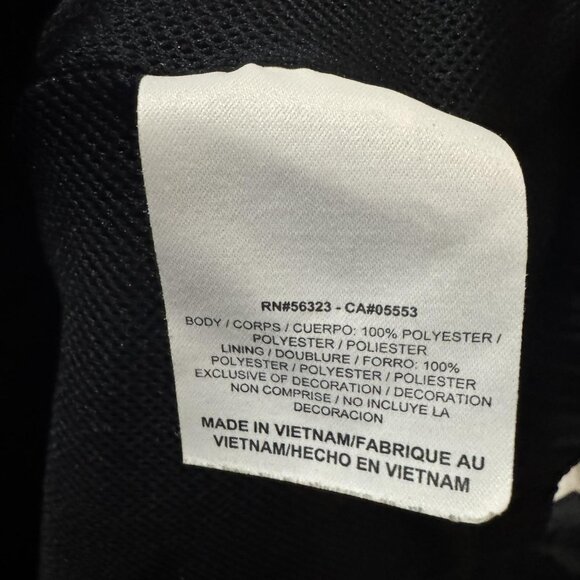 RN#56323 - CA#05553
BODY / CORPS / CUERPO: 100% POLYESTER /
POLYESTER / POLIESTER
LINING / DOUBLURE / FORRO: 100%
POLYESTER / POLYESTER / POLIESTER
EXCLUSIVE OF DECORATION / DECORATION
NON COMPRISE / NO INCLUYE LA
DECORACION
MADE IN VIETNAM/FABRIQUE AU
VIETNAM/HECHO EN VIETNAM